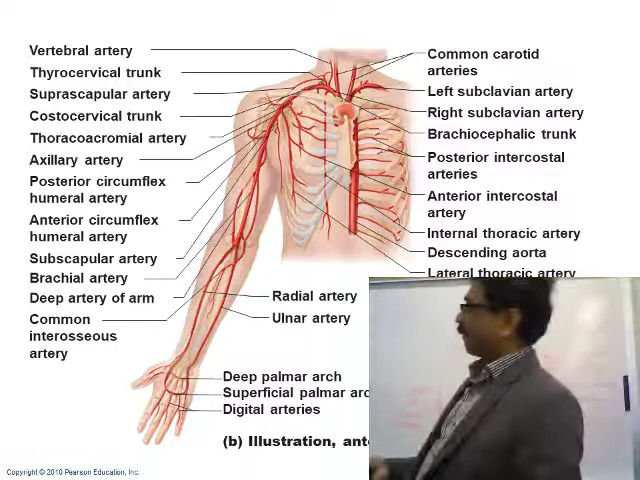 Vertebral artery
Thyrocervical trunk
Suprascapular artery
Costocervical trunk
Thoracoacromial artery
Axillary artery
Posterior circumflex
humeral artery
Anterior circumflex
humeral artery
Subscapular artery
Brachial artery
Deep artery of arm
Common
interosseous
artery
Common carotid
arteries
Left subclavian artery
Right subclavian artery
Brachiocephalic trunk
Posterior intercostal
arteries
Anterior intercostal
artery
Internal thoracic artery
Descending aorta
Lateral thoracic artery
Radial artery
Ulnar artery
Deep palmar arch
Superficial palmar arc
Digital arteries
(b) Illustration, ante
Copyright © 2010 Pearson Education, Inc.